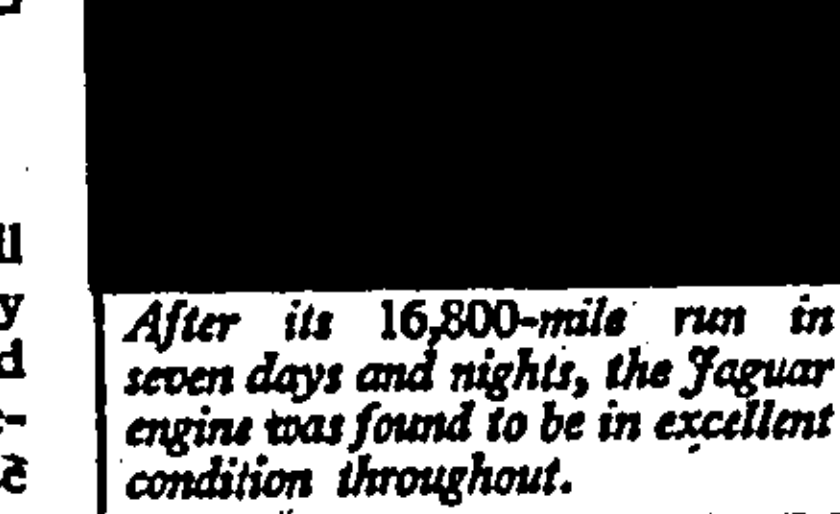 After its 16,800-mile run in
seven days and nights, the Jaguar
engine was found to be in excellent
condition throughout.